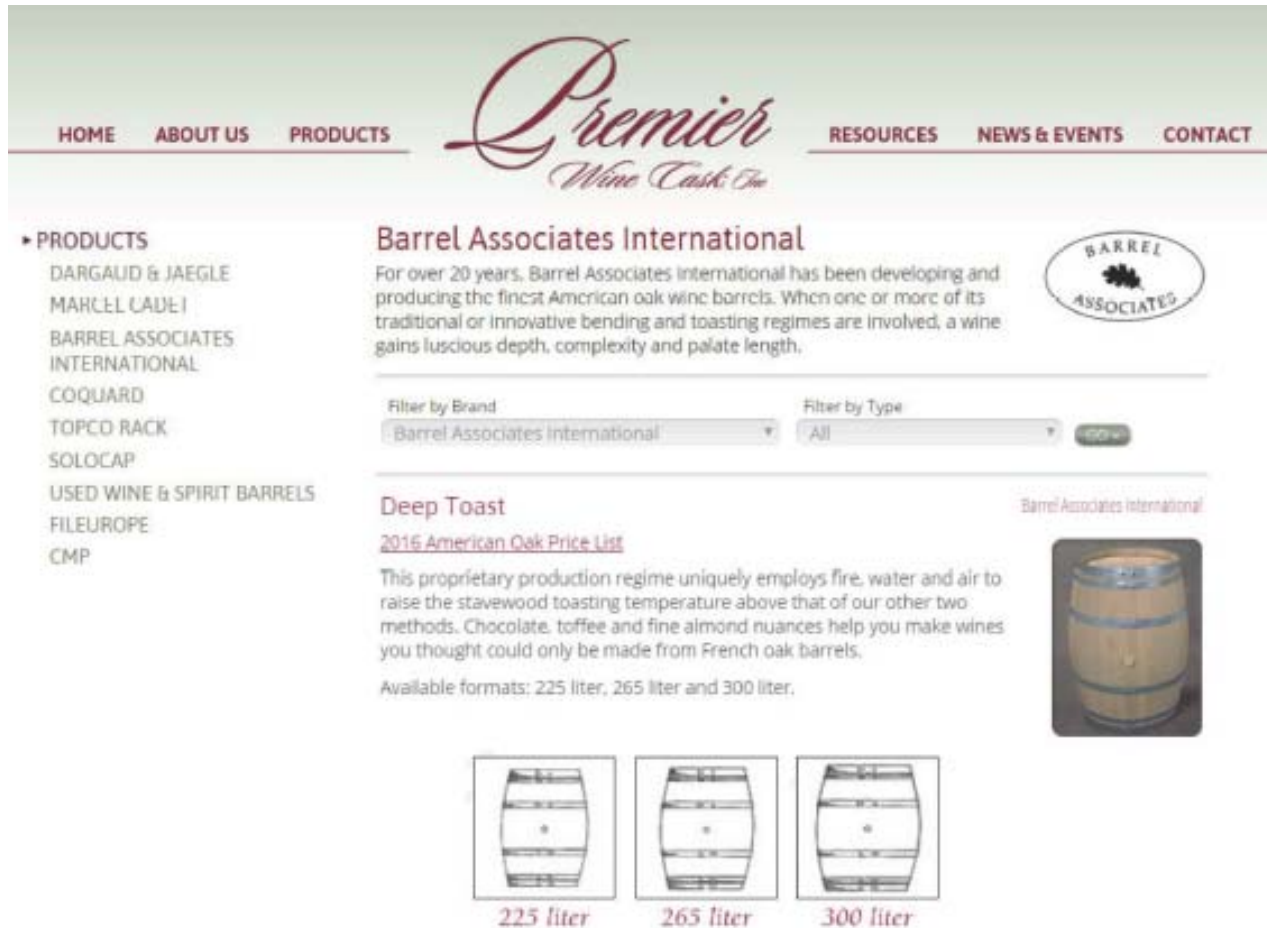 HOME ABOUT US PRODUCTS
Premier
Wine Cask, Inc
RESOURCES NEWS & EVENTS CONTACT
PRODUCTS
DARGAUD & JAEGLE
MARCEL CADET
BARREL ASSOCIATES
INTERNATIONAL
COQUARD
TOPCO RACK
SOLOCAP
USED WINE & SPIRIT BARRELS
FILEUROPE
CMP
Barrel Associates International
For over 20 years, Barrel Associates International has been developing and
producing the finest American oak wine barrels. When one or more of its
traditional or innovative bending and toasting regimes are involved, a wine
gains luscious depth, complexity and palate length.
BARREL
ASSOCIATES
Filter by Brand
Barrel Associates International
Filter by Type
All
GO »
Deep Toast
Barrel Associates International
2016 American Oak Price List
This proprietary production regime uniquely employs fire, water and air to
raise the stavewood toasting temperature above that of our other two
methods. Chocolate, toffee and fine almond nuances help you make wines
you thought could only be made from French oak barrels.
Available formats: 225 liter, 265 liter and 300 liter.
225 liter
265 liter
300 liter